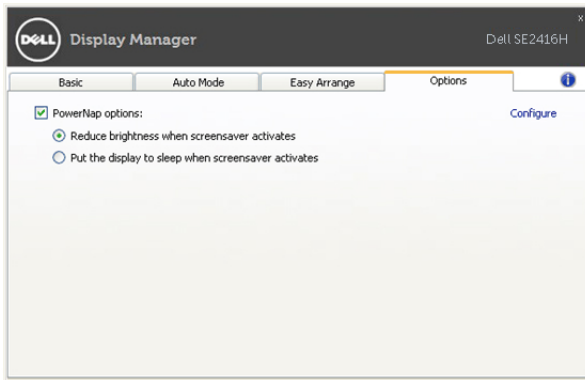 x
DELL Display Manager Dell SE2416H
Basic Auto Mode Easy Arrange Options i
PowerNap options: Configure
Reduce brightness when screensaver activates
Put the display to sleep when screensaver activates